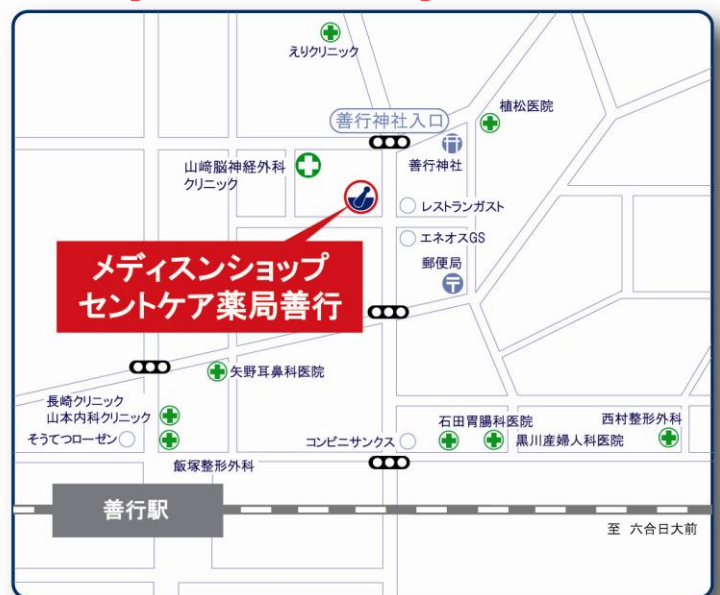 えりクリニック
善行神社入口
植松医院
山﨑脳神経外科
クリニック
善行神社
レストランガスト
エネオスGS
郵便局
メディスンショップ
セントケア薬局善行
矢野耳鼻科医院
長崎クリニック
山本内科クリニック
そうてつローゼン
飯塚整形外科
コンビニサンクス
石田胃腸科医院
黒川産婦人科医院
西村整形外科
善行駅
至 六合日大前